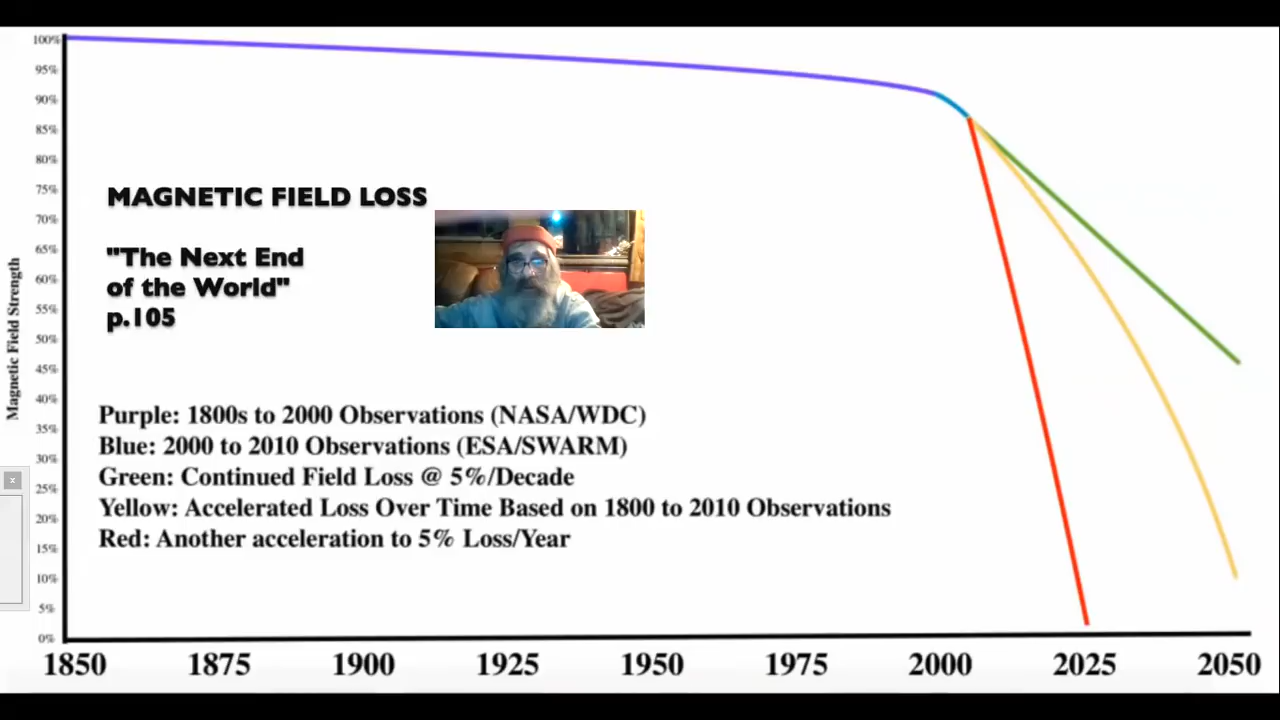 100%
95%
90%
85%
80%
75%
70%
65%
60%
55%
50%
45%
40%
35%
30%
25%
20%
15%
10%
5%
0%
Magnetic Field Strength
MAGNETIC FIELD LOSS
"The Next End
of the World"
p.105
Purple: 1800s to 2000 Observations (NASA/WDC)
Blue: 2000 to 2010 Observations (ESA/SWARM)
Green: Continued Field Loss @ 5%/Decade
Yellow: Accelerated Loss Over Time Based on 1800 to 2010 Observations
Red: Another acceleration to 5% Loss/Year
x
1850 1875 1900 1925 1950 1975 2000 2025 2050